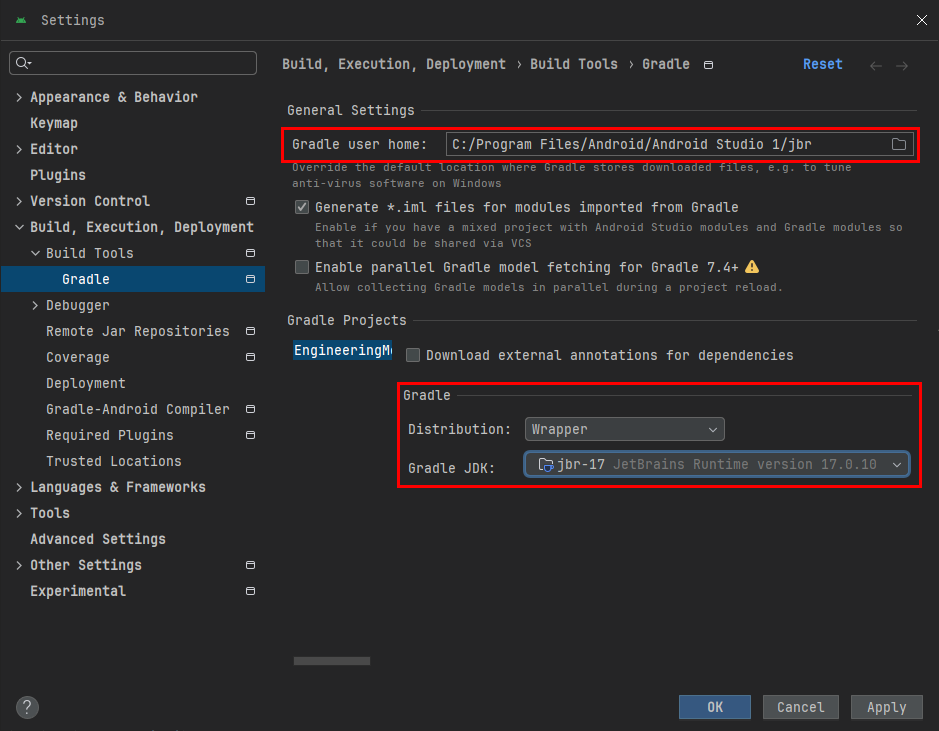 Settings
Build, Execution, Deployment › Build Tools › Gradle
Reset
Appearance & Behavior
Keymap
Editor
Plugins
Version Control
Build, Execution, Deployment
Build Tools
Gradle
Debugger
Remote Jar Repositories
Coverage
Deployment
Gradle-Android Compiler
Required Plugins
Trusted Locations
Languages & Frameworks
Tools
Advanced Settings
Other Settings
Experimental
General Settings
Gradle user home: C:/Program Files/Android/Android Studio 1/jbr
Override the default location where Gradle stores downloaded files, e.g. to tune
anti-virus software on Windows
Generate *.iml files for modules imported from Gradle
Enable if you have a mixed project with Android Studio modules and Gradle modules so
that it could be shared via VCS
Enable parallel Gradle model fetching for Gradle 7.4+
Allow collecting Gradle models in parallel during a project reload.
Gradle Projects
EngineeringM
Download external annotations for dependencies
Gradle
Distribution: Wrapper
Gradle JDK: jbr-17 JetBrains Runtime version 17.0.10
?
OK
Cancel
Apply